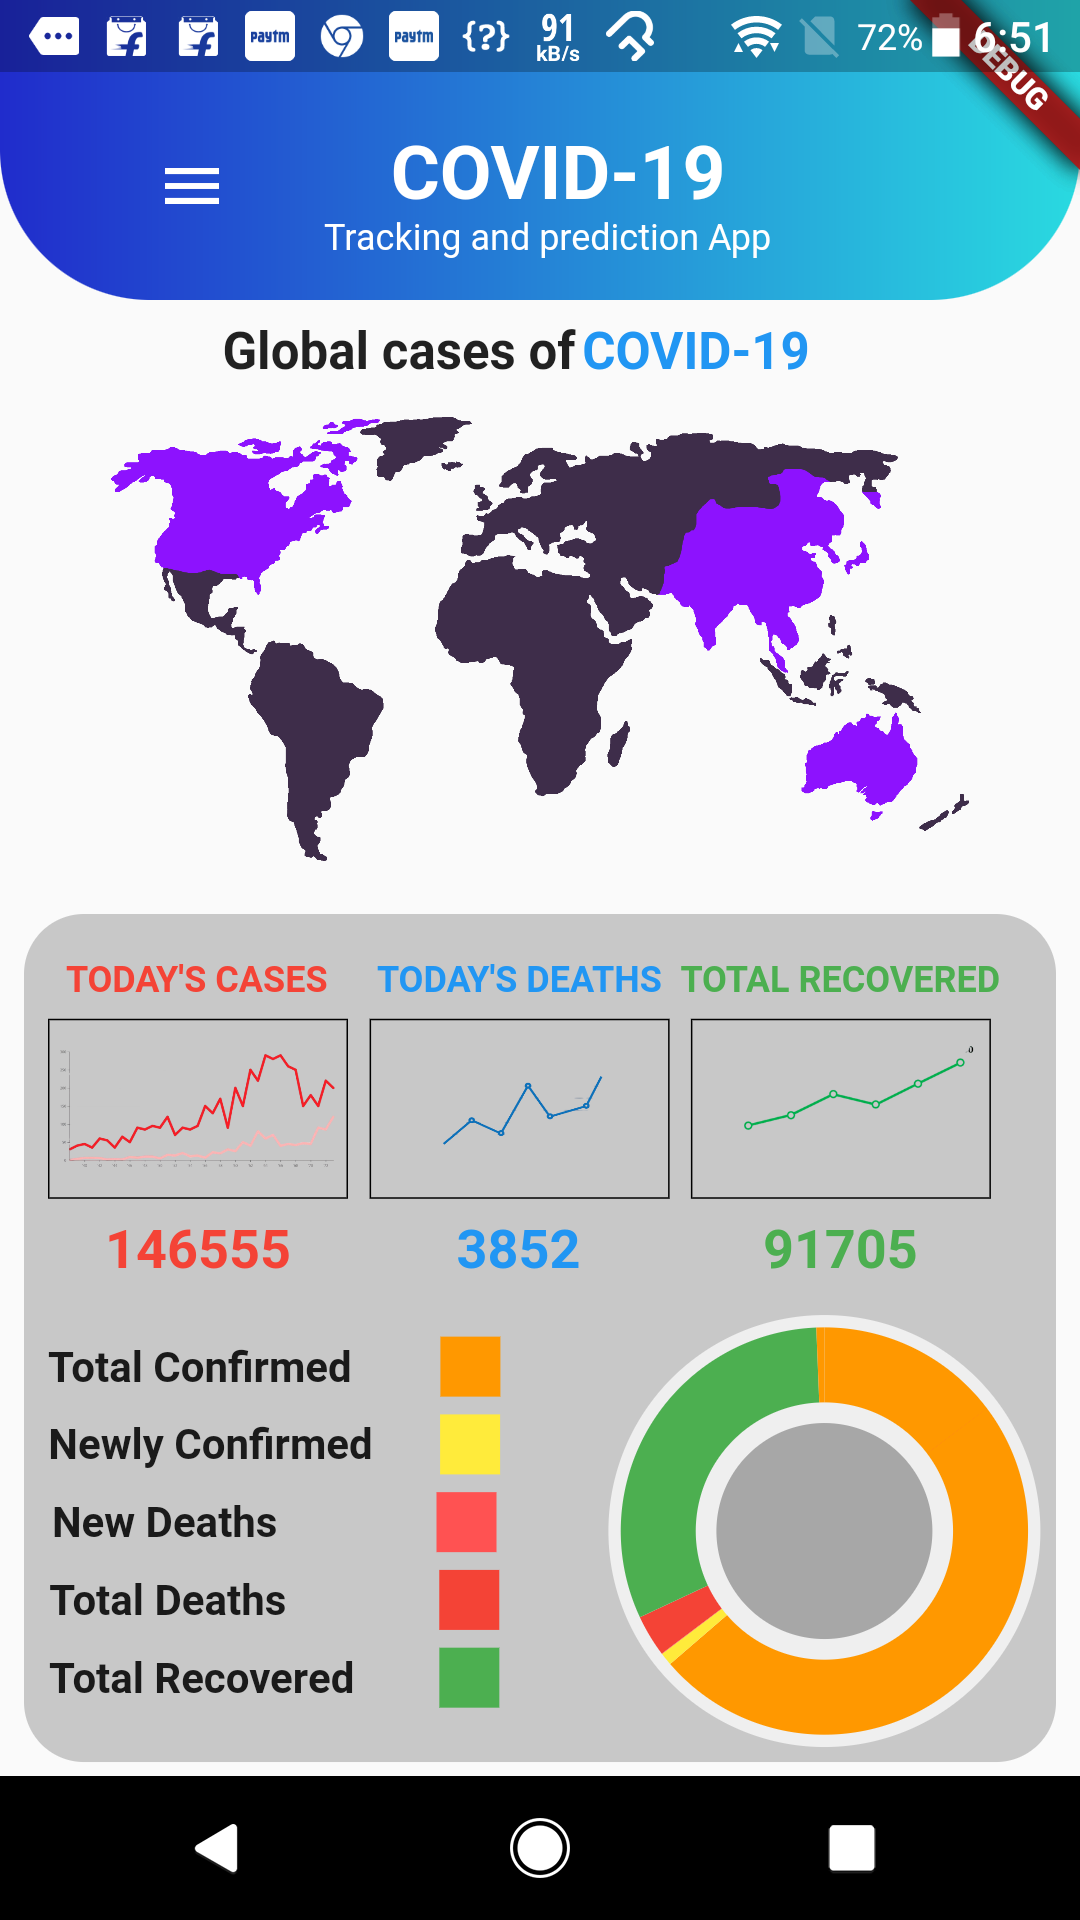 paytm paytm {?} 91 kB/s 72% 6:51
DEBUG
COVID-19
Tracking and prediction App
Global cases of COVID-19
TODAY'S CASES TODAY'S DEATHS TOTAL RECOVERED
146555 3852 91705
Total Confirmed
Newly Confirmed
New Deaths
Total Deaths
Total Recovered